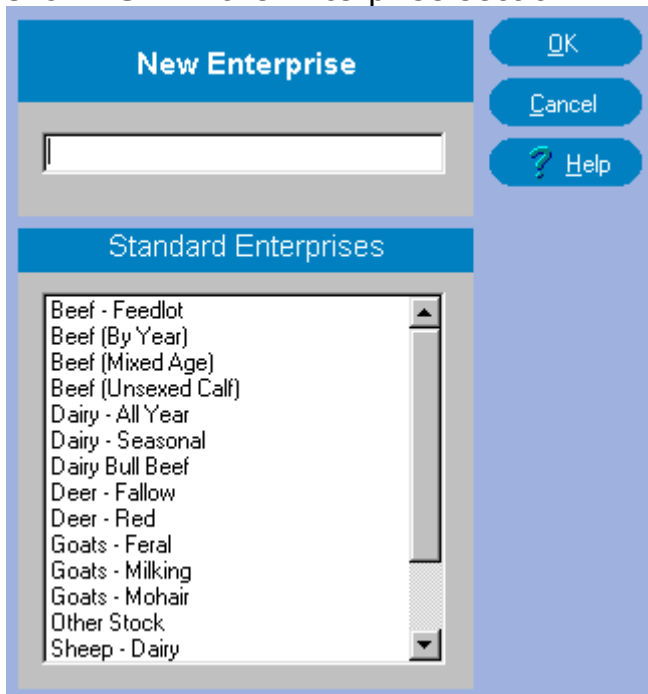 New Enterprise
OK
Cancel
Help
Standard Enterprises
Beef - Feedlot
Beef (By Year)
Beef (Mixed Age)
Beef (Unsexed Calf)
Dairy - All Year
Dairy - Seasonal
Dairy Bull Beef
Deer - Fallow
Deer - Red
Goats - Feral
Goats - Milking
Goats - Mohair
Other Stock
Sheep - Dairy